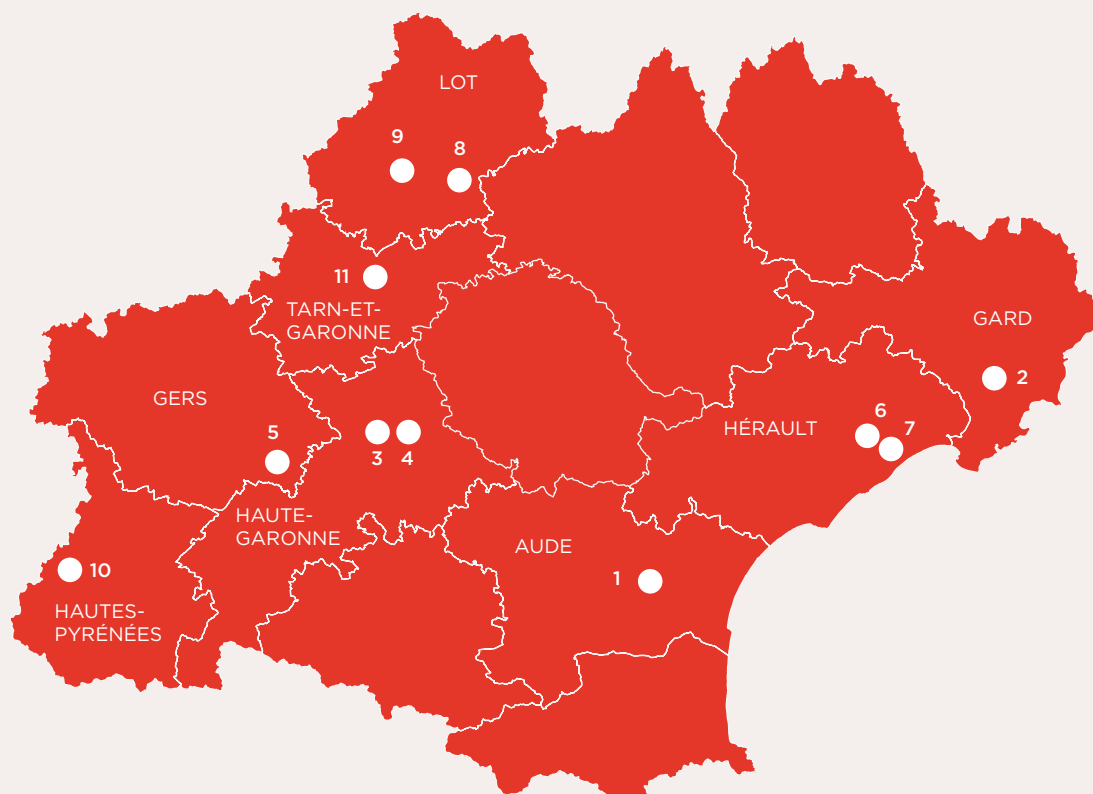 LOT
9
8
11
TARN-ET-
GARONNE
GARD
2
GERS
5
3
4
HÉRAULT
6
7
HAUTE-
GARONNE
AUDE
1
10
HAUTES-
PYRÉNÉES